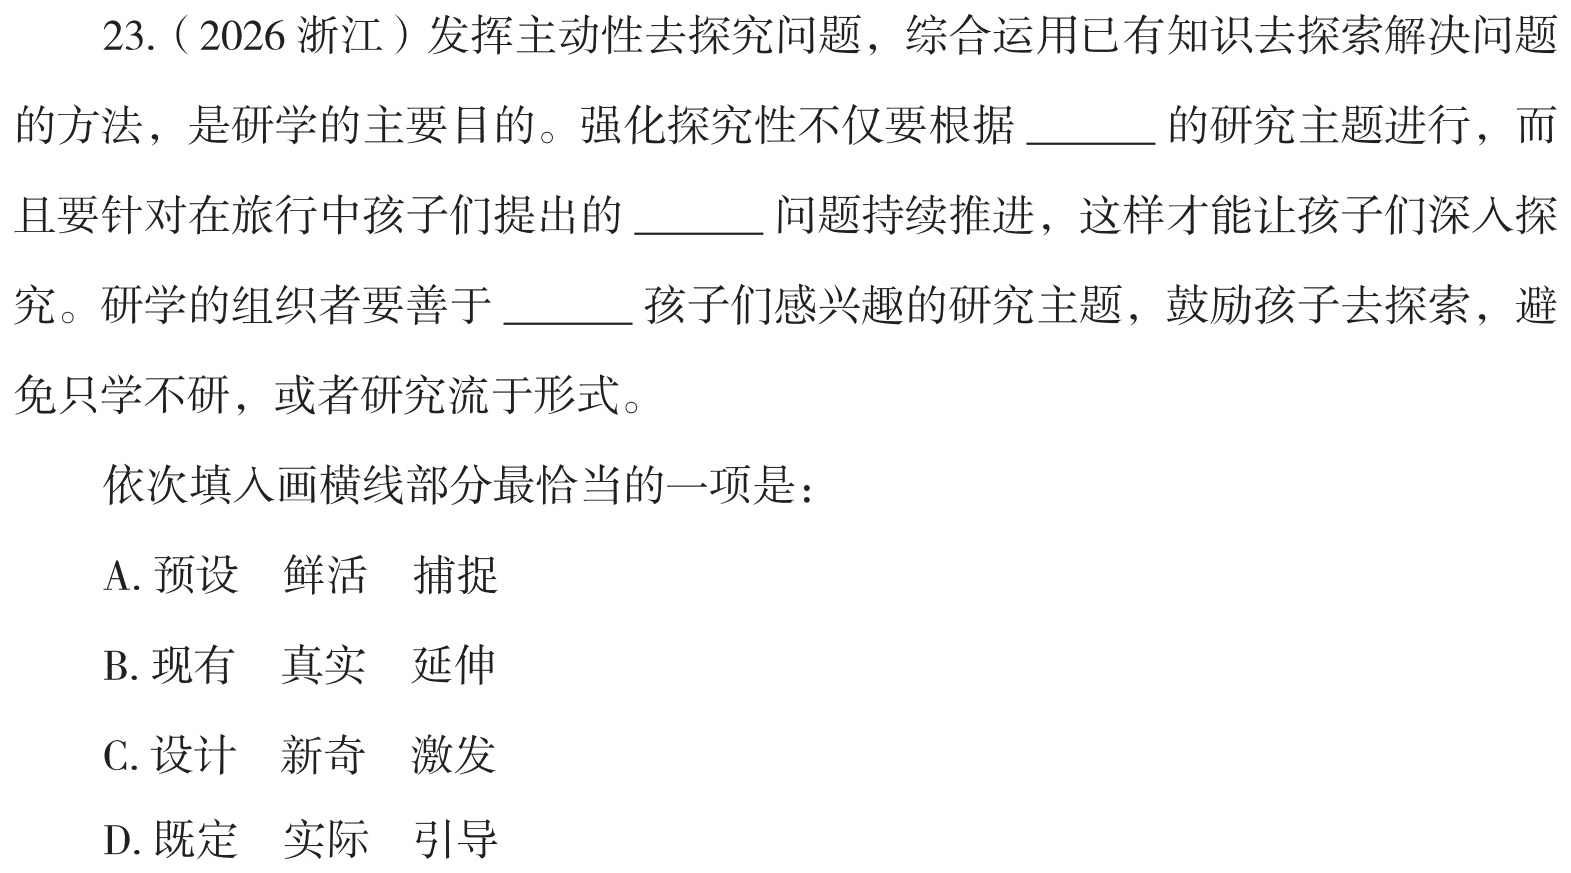 23.（2026 浙江）发挥主动性去探究问题，综合运用已有知识去探索解决问题
的方法，是研学的主要目的。强化探究性不仅要根据 ______ 的研究主题进行，而
且要针对在旅行中孩子们提出的 ______ 问题持续推进，这样才能让孩子们深入探
究。研学的组织者要善于 ______ 孩子们感兴趣的研究主题，鼓励孩子去探索，避
免只学不研，或者研究流于形式。
依次填入画横线部分最恰当的一项是：
A. 预设　鲜活　捕捉
B. 现有　真实　延伸
C. 设计　新奇　激发
D. 既定　实际　引导